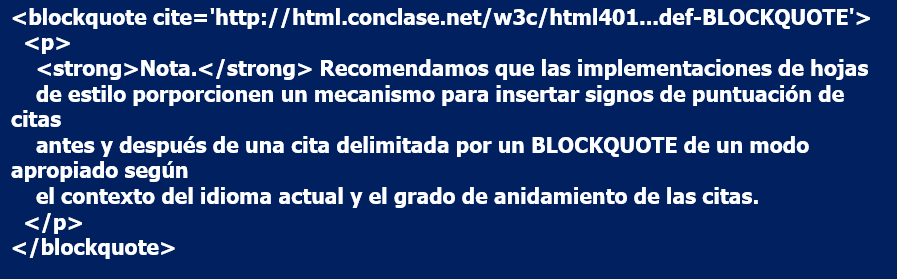 <blockquote cite='http://html.conclase.net/w3c/html401...def-BLOCKQUOTE'>
<p>
<strong>Nota.</strong> Recomendamos que las implementaciones de hojas
de estilo porporcionen un mecanismo para insertar signos de puntuación de
citas
antes y después de una cita delimitada por un BLOCKQUOTE de un modo
apropiado según
el contexto del idioma actual y el grado de anidamiento de las citas.
</p>
</blockquote>